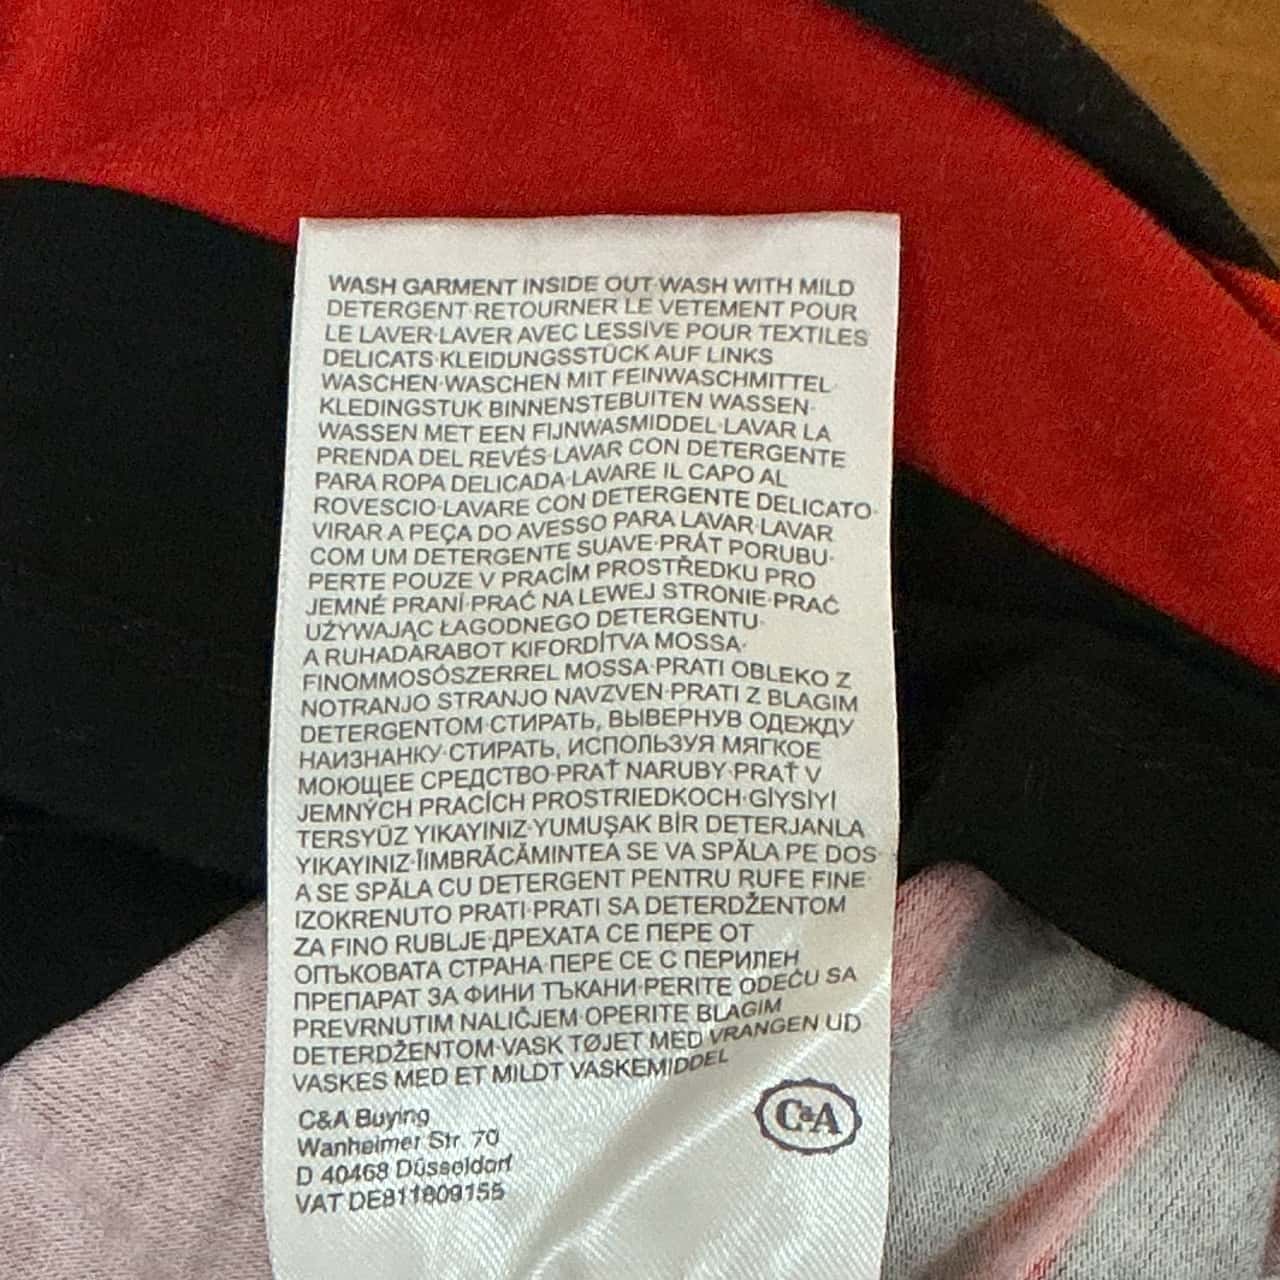 WASH GARMENT INSIDE OUT·WASH WITH MILD
DETERGENT·RETOURNER LE VETEMENT POUR
LE LAVER·LAVER AVEC LESSIVE POUR TEXTILES
DELICATS·KLEIDUNGSSTÜCK AUF LINKS
WASCHEN·WASCHEN MIT FEINWASCHMITTEL·
KLEDINGSTUK BINNENSTEBUITEN WASSEN·
WASSEN MET EEN FIJNWASMIDDEL·LAVAR LA
PRENDA DEL REVÉS·LAVAR CON DETERGENTE
PARA ROPA DELICADA·LAVARE IL CAPO AL
ROVESCIO·LAVARE CON DETERGENTE DELICATO·
VIRAR A PEÇA DO AVESSO PARA LAVAR·LAVAR
COM UM DETERGENTE SUAVE·PRÁT PORUBU·
PERTE POUZE V PRACÍM PROSTŘEDKU PRO
JEMNÉ PRANÍ·PRAĆ NA LEWEJ STRONIE·PRAĆ
UŻYWAJĄC ŁAGODNEGO DETERGENTU·
A RUHADARABOT KIFORDÍTVA MOSSA·
FINOMMOSÓSZERREL MOSSA·PRATI OBLEKO Z
NOTRANJO STRANJO NAVZVEN·PRATI Z BLAGIM
DETERGENTOM·СТИРАТЬ, ВЫВЕРНУВ ОДЕЖДУ
НАИЗНАНКУ·СТИРАТЬ, ИСПОЛЬЗУЯ МЯГКОЕ
МОЮЩЕЕ СРЕДСТВО·PRAŤ NARUBY·PRAŤ V
JEMNÝCH PRACÍCH PROSTRIEDKOCH·GİYSİYİ
TERSYÜZ YIKAYINIZ·YUMUŞAK BİR DETERJANLA
YIKAYINIZ·ÎIMBRĂCĂMINTEA SE VA SPĂLA PE DOS·
A SE SPĂLA CU DETERGENT PENTRU RUFE FINE·
IZOKRENUTO PRATI·PRATI SA DETERDŽENTOM
ZA FINO RUBLJE·ДРЕХАТА СЕ ПЕРЕ ОТ
ОПЪКОВАТА СТРАНА·ПЕРЕ СЕ С ПЕРИЛЕН
ПРЕПАРАТ ЗА ФИНИ ТЪКАНИ·PERITE ODEĆU SA
PREVRNUTIM NALIČJEM·OPERITE BLAGIM
DETERDŽENTOM·VASK TØJET MED VRANGEN UD
VASKES MED ET MILDT VASKEMIDDEL
C&A Buying
Wanheimer Str. 70
D 40468 Düsseldorf
VAT DE811809155
C&A